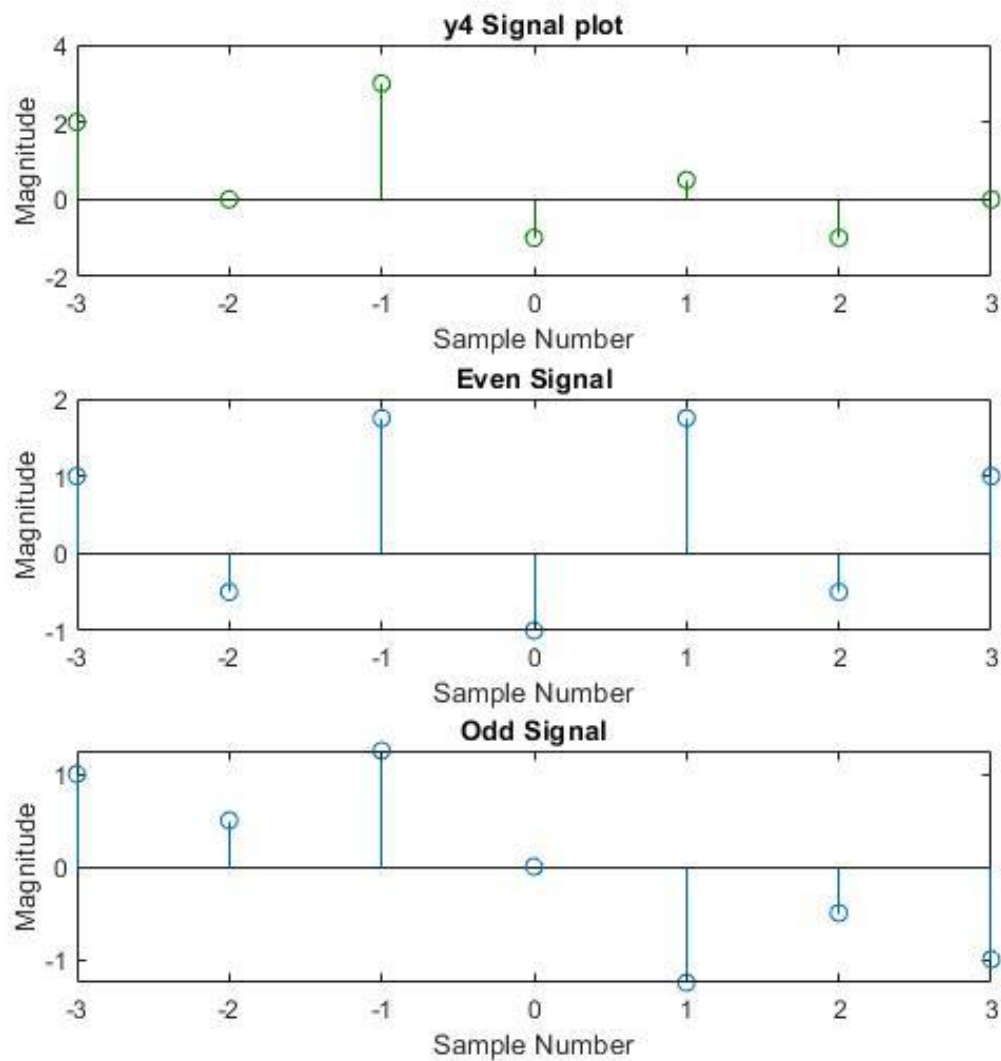 y4 Signal plot
4
2
0
-2
Magnitude
-3 -2 -1 0 1 2 3
Sample Number
Even Signal
2
1
0
-1
Magnitude
-3 -2 -1 0 1 2 3
Sample Number
Odd Signal
1
0
-1
Magnitude
-3 -2 -1 0 1 2 3
Sample Number